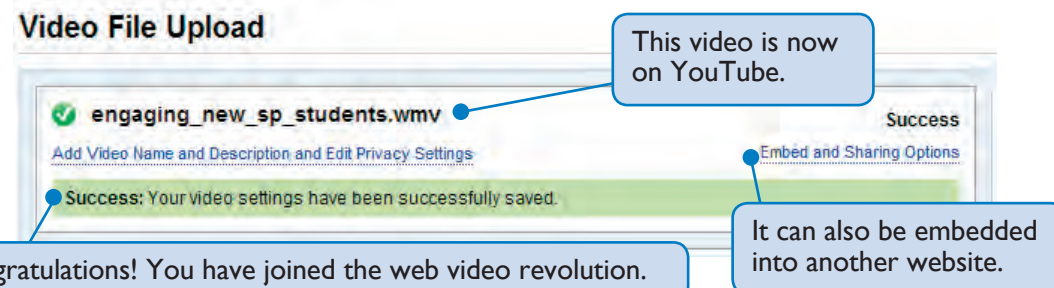 Video File Upload
This video is now
on YouTube.
engaging_new_sp_students.wmv
Success
Add Video Name and Description and Edit Privacy Settings
Embed and Sharing Options
Success: Your video settings have been successfully saved.
It can also be embedded
into another website.
gratulations! You have joined the web video revolution.